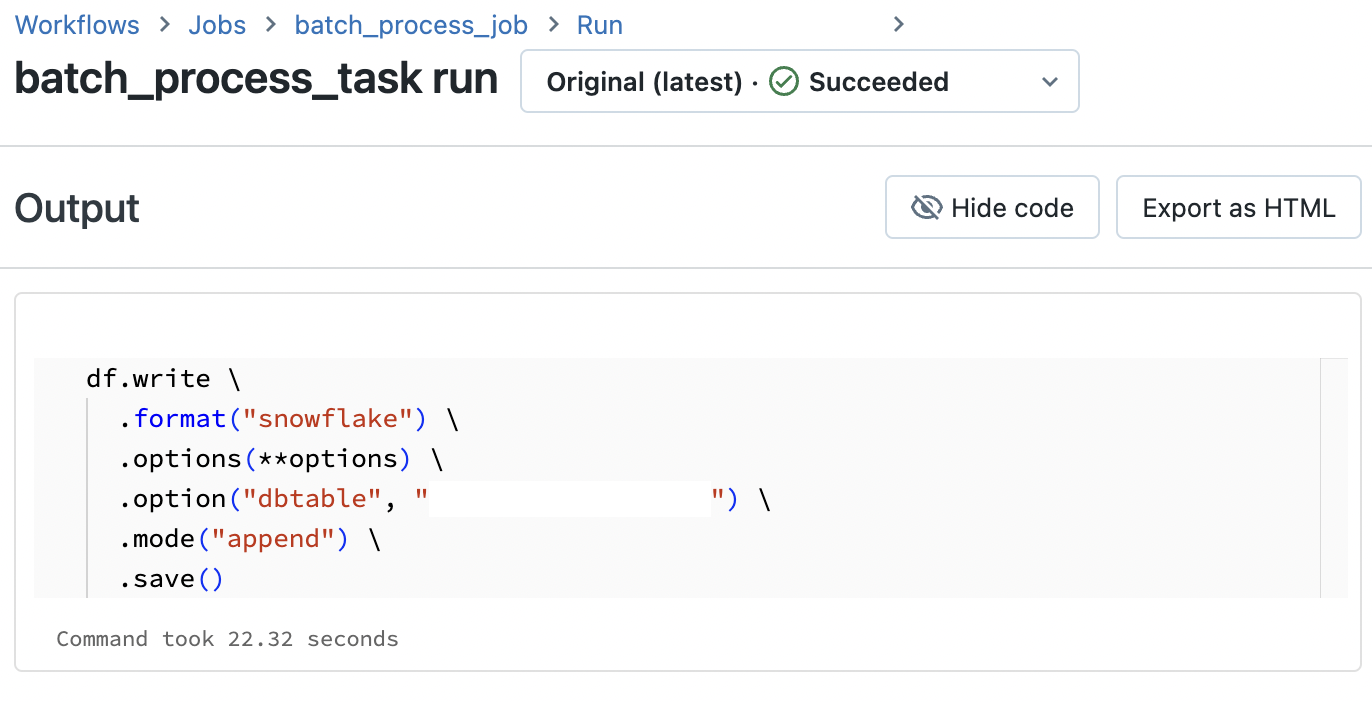 Workflows > Jobs > batch_process_job > Run >
batch_process_task run
Original (latest) · Succeeded
Output
Hide code
Export as HTML
df.write \
.format("snowflake") \
.options(**options) \
.option("dbtable", " ") \
.mode("append") \
.save()
Command took 22.32 seconds